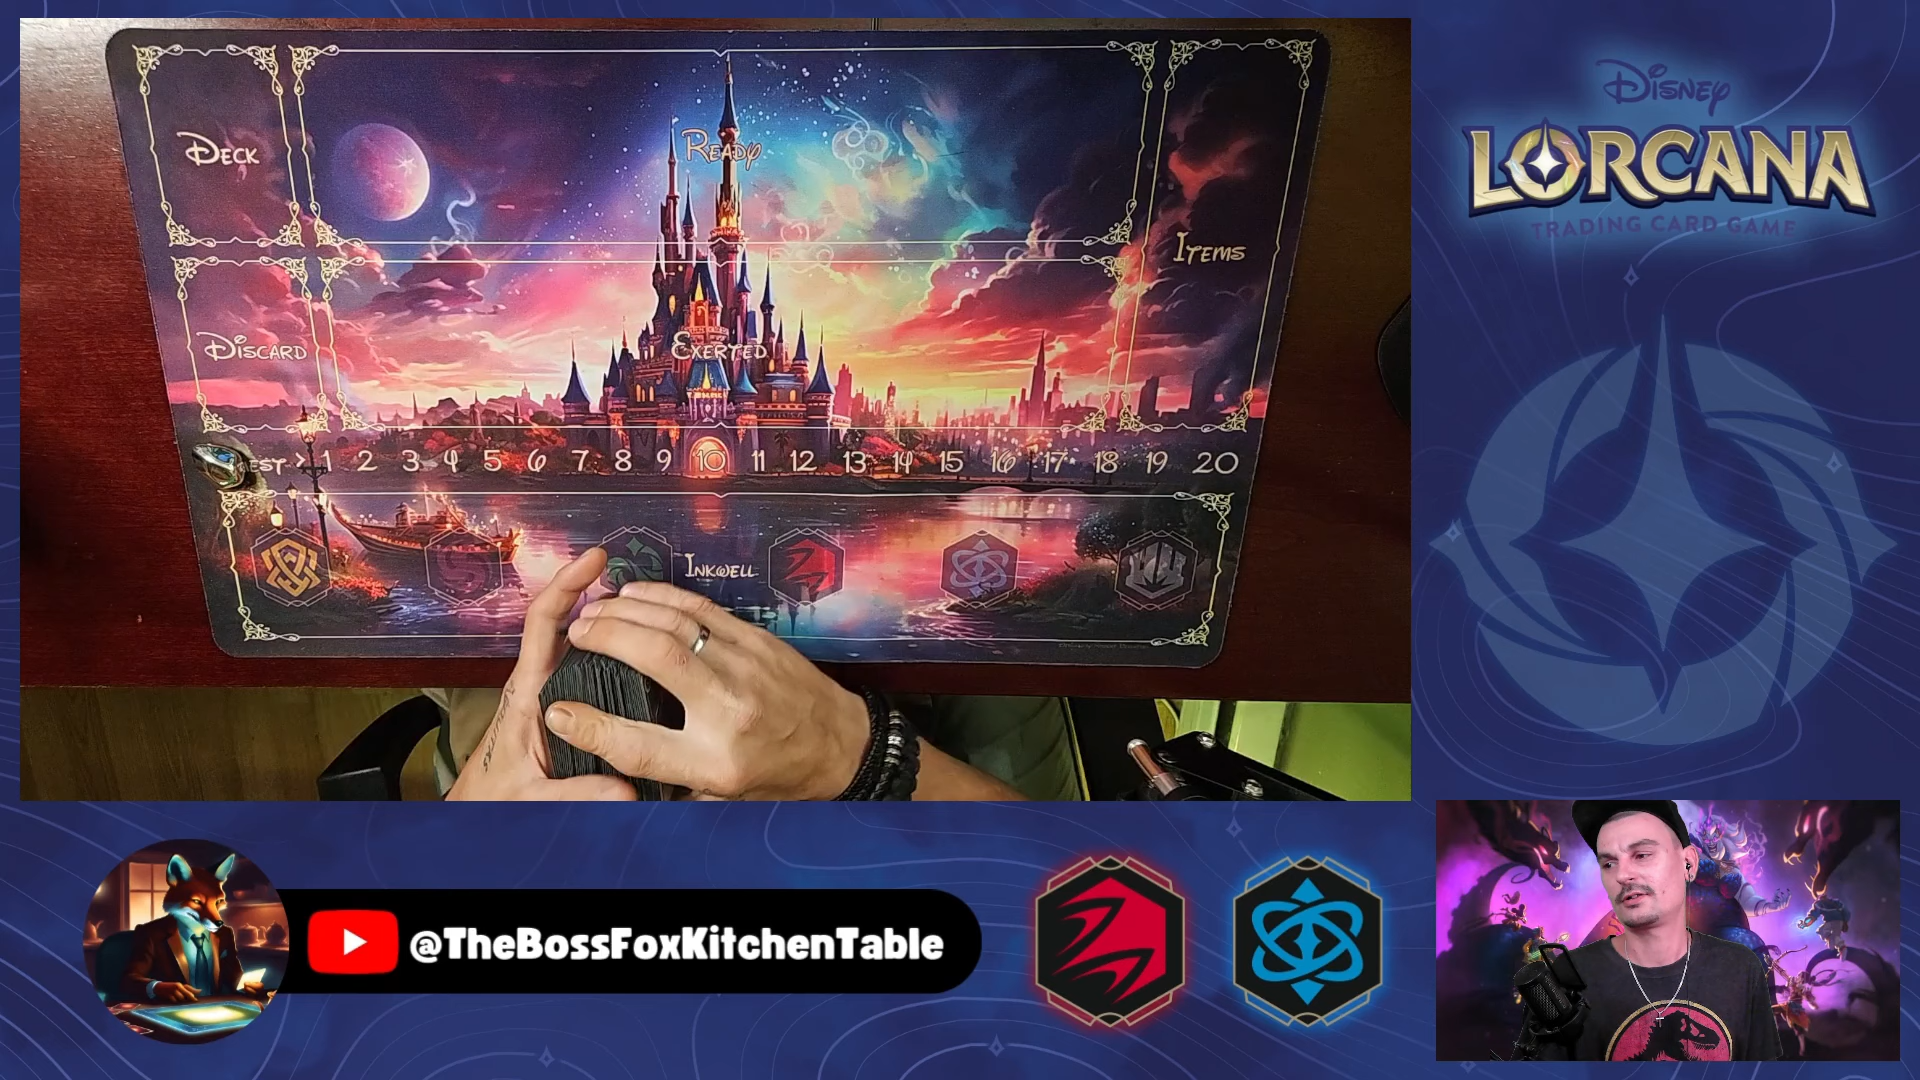 DISNEY
LORCANA
TRADING CARD GAME
DECK
READY
ITEMS
DISCARD
EXERTED
1 2 3 4 5 6 7 8 9 10 11 12 13 14 15 16 17 18 19 20
INKWELL
@TheBossFoxKitchenTable